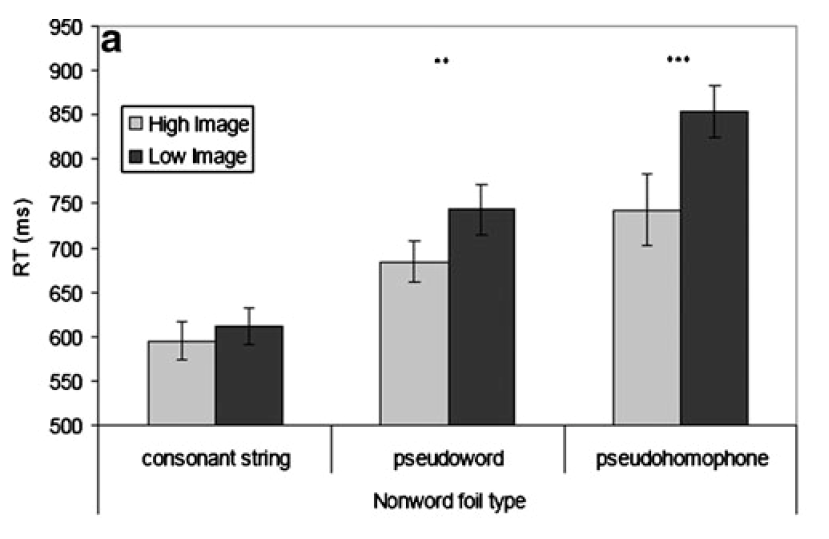 a
950
900
850
800
750
700
650
600
550
500
RT (ms)
High Image
Low Image
**
***
consonant string pseudoword pseudohomophone
Nonword foil type